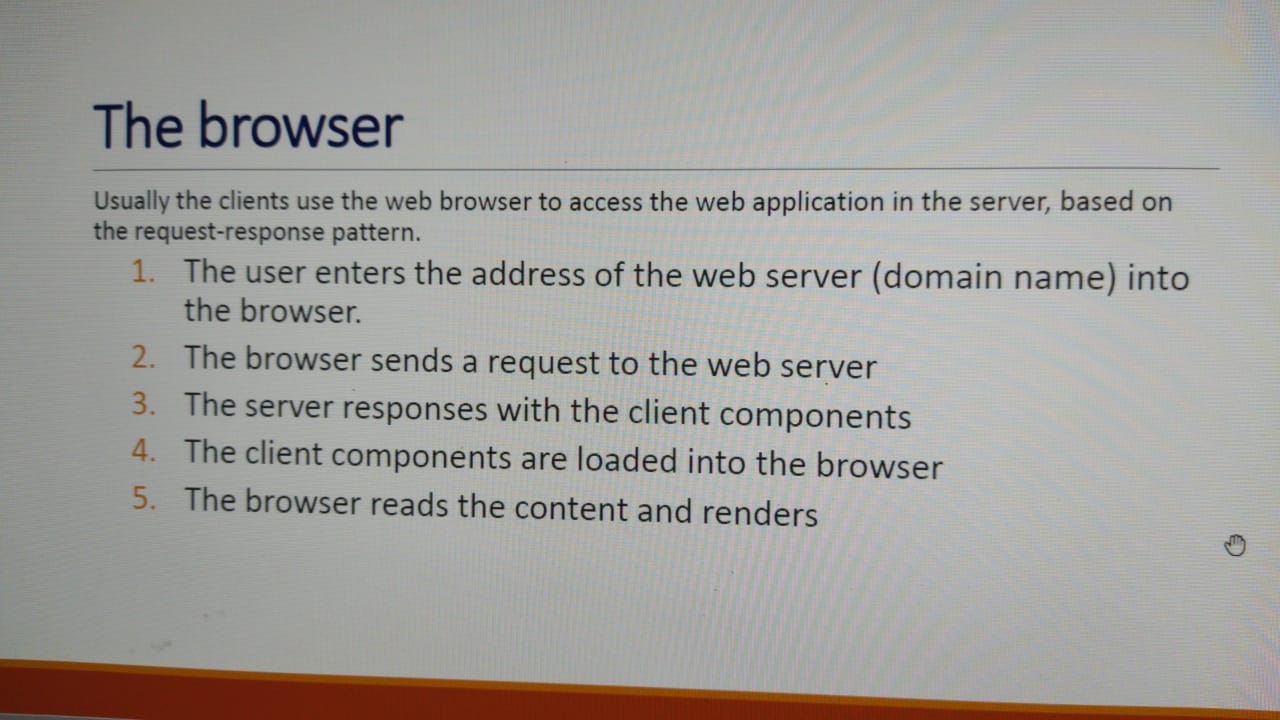 The browser
Usually the clients use the web browser to access the web application in the server, based on
the request-response pattern.
1. The user enters the address of the web server (domain name) into
the browser.
2. The browser sends a request to the web server
3. The server responses with the client components
4. The client components are loaded into the browser
5. The browser reads the content and renders